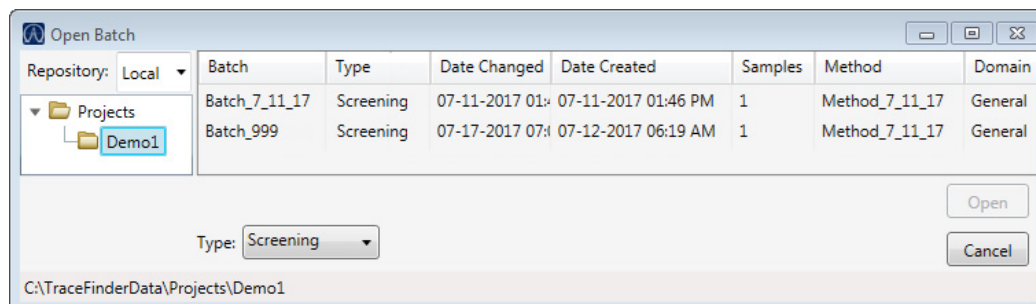 Open Batch
Repository: Local
Batch Type Date Changed Date Created Samples Method Domain
Projects
Demo1
Batch_7_11_17 Screening 07-11-2017 01:4 07-11-2017 01:46 PM 1 Method_7_11_17 General
Batch_999 Screening 07-17-2017 07:0 07-12-2017 06:19 AM 1 Method_7_11_17 General
Open
Type: Screening
Cancel
C:\TraceFinderData\Projects\Demo1